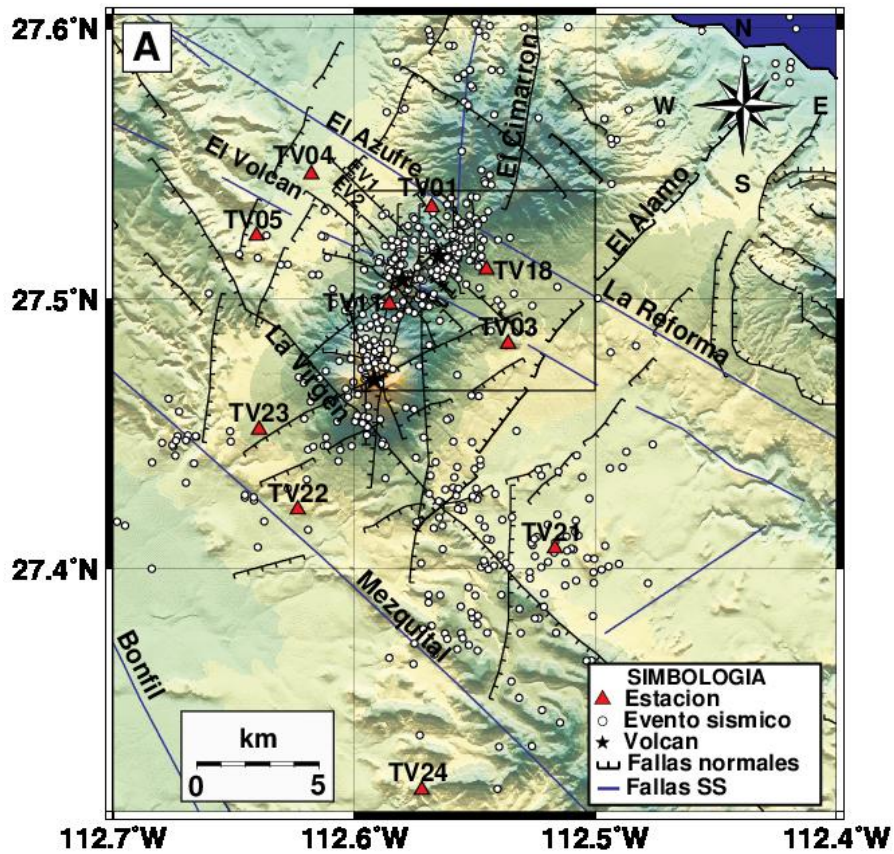 27.6°N
A
N
W
E
S
El Cimarron
El Azufre
El Volcan
TV04
EV1
EV2
TV01
TV05
El Alamo
TV18
27.5°N
TV11
La Reforma
TV03
La Virgen
TV23
TV22
TV21
27.4°N
Mezquital
Bonfil
SIMBOLOGIA
Estacion
Evento sismico
Volcan
Fallas normales
Fallas SS
km
0 5
TV24
112.7°W 112.6°W 112.5°W 112.4°W